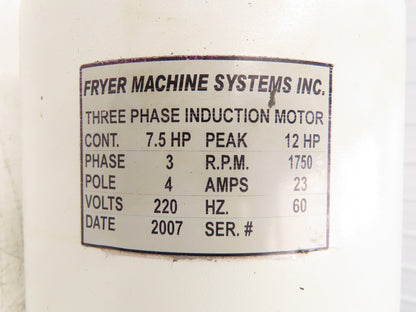 FRYER MACHINE SYSTEMS INC.
THREE PHASE INDUCTION MOTOR
CONT. 7.5 HP PEAK 12 HP
PHASE 3 R.P.M. 1750
POLE 4 AMPS 23
VOLTS 220 HZ. 60
DATE 2007 SER. #